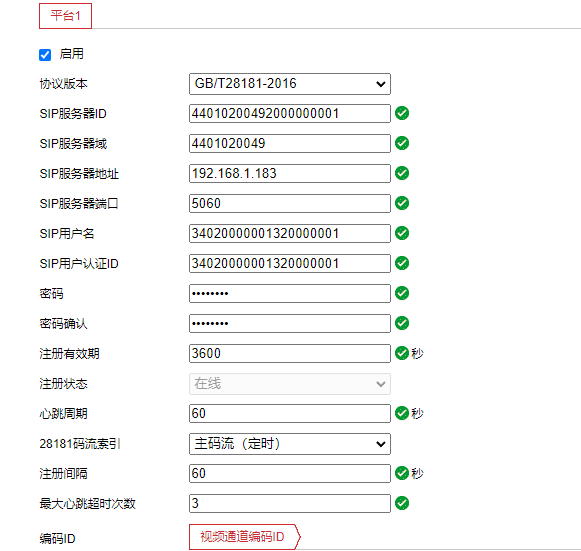 平台1
启用
协议版本 GB/T28181-2016
SIP服务器ID 44010200492000000001
SIP服务器域 4401020049
SIP服务器地址 192.168.1.183
SIP服务器端口 5060
SIP用户名 34020000001320000001
SIP用户认证ID 34020000001320000001
密码 ••••••••
密码确认 ••••••••
注册有效期 3600 秒
注册状态 在线
心跳周期 60 秒
28181码流索引 主码流（定时）
注册间隔 60 秒
最大心跳超时次数 3
编码ID 视频通道编码ID